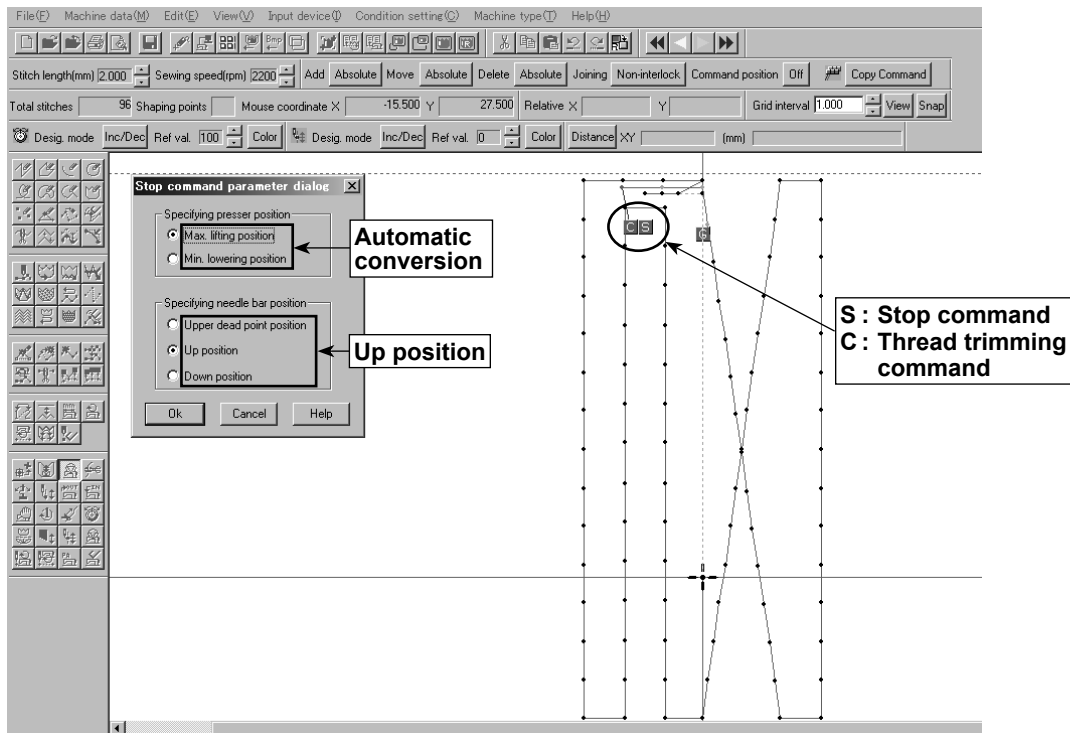 File(F) Machine data(M) Edit(E) View(V) Input device(I) Condition setting(C) Machine type(T) Help(H)
Bmp
Stitch length(mm) 2.000 Sewing speed(rpm) 2200 Add Absolute Move Absolute Delete Absolute Joining Non-interlock Command position Off Copy Command
Total stitches 96 Shaping points Mouse coordinate X -15.500 Y 27.500 Relative X Y Grid interval 1.000 View Snap
Desig. mode Inc/Dec Ref val. 100 Color Desig. mode Inc/Dec Ref val. 0 Color Distance XY (mm)
Stop command parameter dialog
Specifying presser position
Max. lifting position
Min. lowering position
Automatic
conversion
Specifying needle bar position
Upper dead point position
Up position
Down position
Up position
Ok Cancel Help
C S
S : Stop command
C : Thread trimming
command